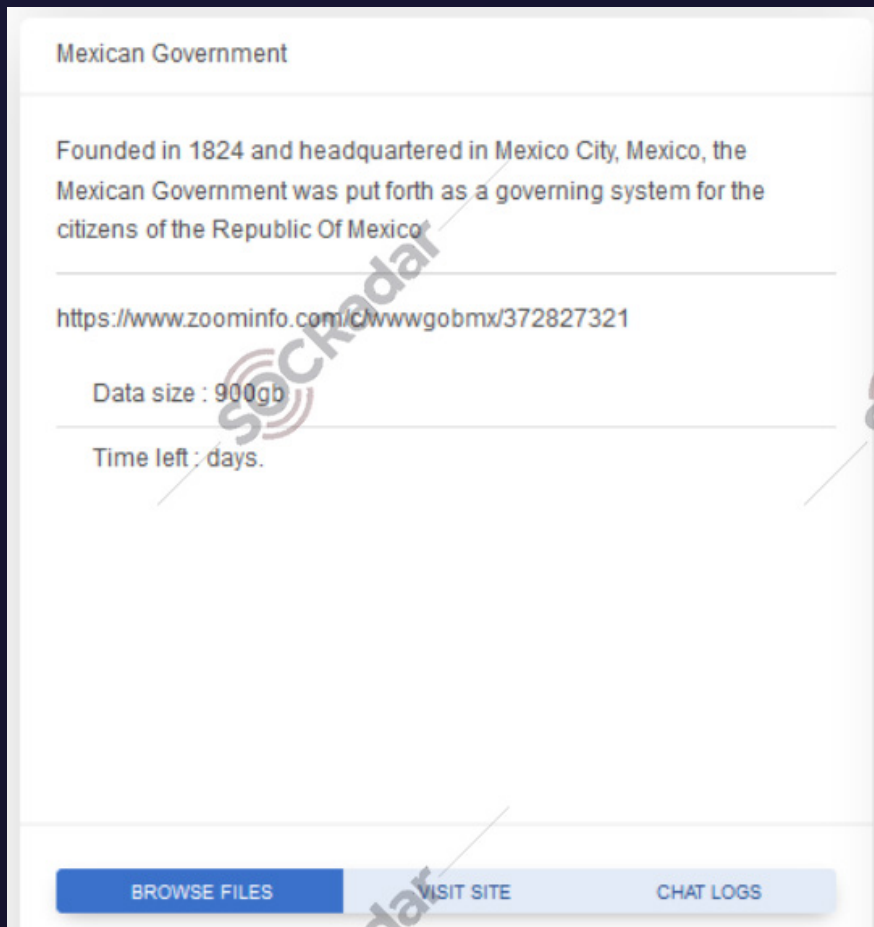 Mexican Government
Founded in 1824 and headquartered in Mexico City, Mexico, the
Mexican Government was put forth as a governing system for the
citizens of the Republic Of Mexico
https://www.zoominfo.com/c/wwwgobmx/372827321
SOCRadar
Data size : 900gb
Time left : days.
BROWSE FILES
VISIT SITE
CHAT LOGS
dar